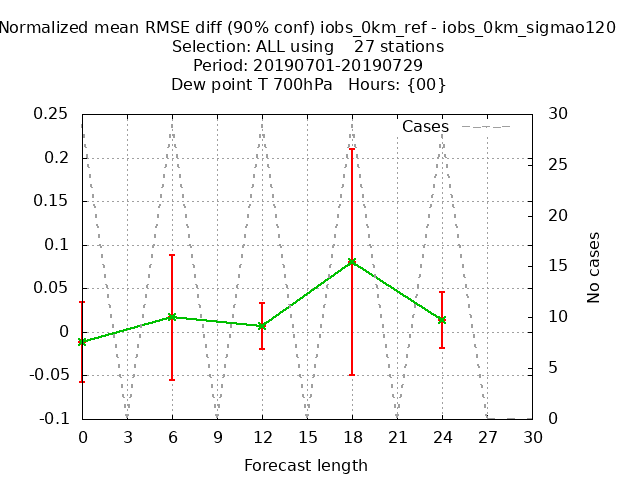 Normalized mean RMSE diff (90% conf) iobs_0km_ref - iobs_0km_sigmao120
Selection: ALL using    27 stations
Period: 20190701-20190729
Dew point T 700hPa   Hours: {00}
0.25
0.2
0.15
0.1
0.05
0
-0.05
-0.1
Cases
30
25
20
15
10
5
0
No cases
0 3 6 9 12 15 18 21 24 27 30
Forecast length